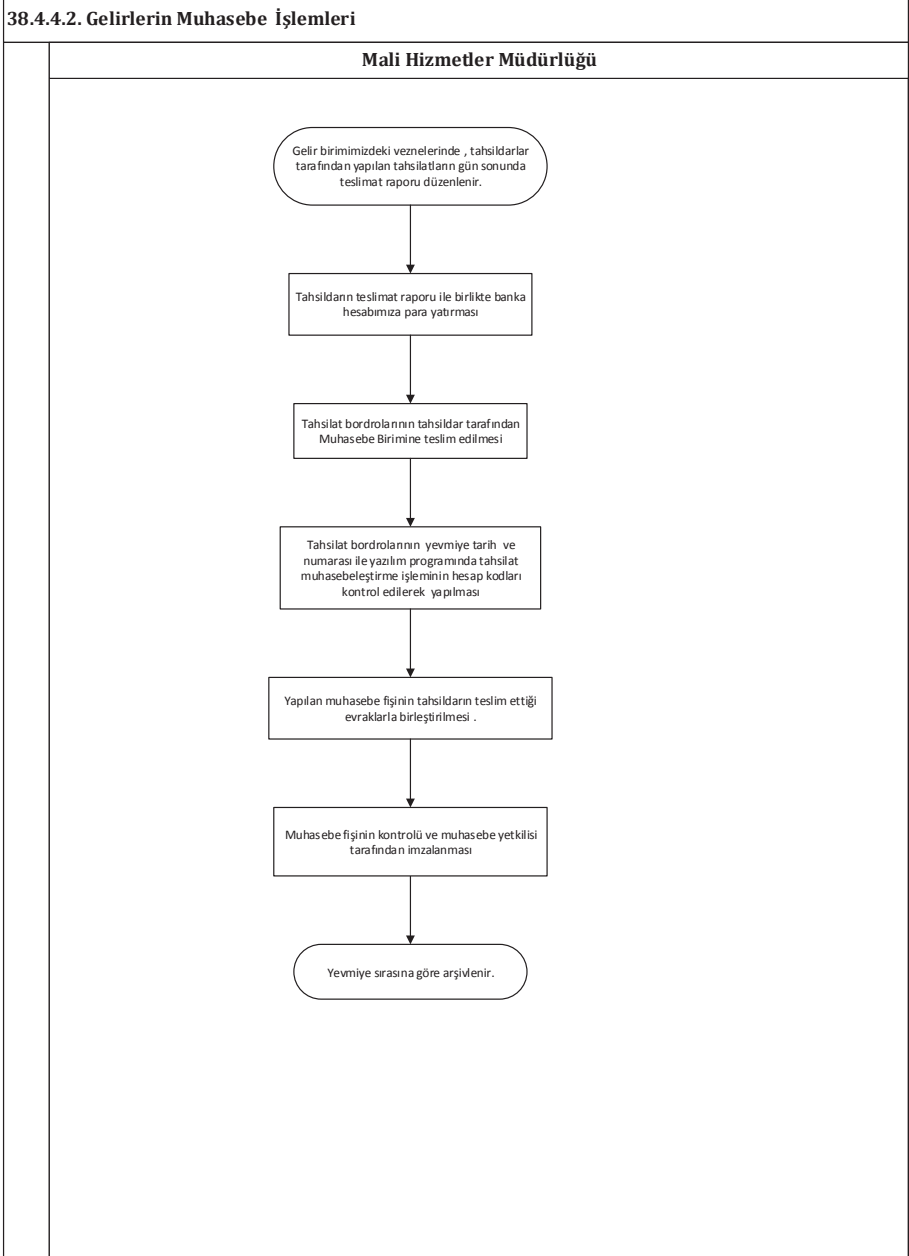 38.4.4.2. Gelirlerin Muhasebe İşlemleri
Mali Hizmetler Müdürlüğü
Gelir birimimizdeki veznelerinde , tahsildarlar
tarafından yapılan tahsilatların gün sonunda
teslimat raporu düzenlenir.
Tahsildarın teslimat raporu ile birlikte banka
hesabımıza para yatırması
Tahsilat bordrolarının tahsildar tarafından
Muhasebe Birimine teslim edilmesi
Tahsilat bordrolarının yevmiye tarih ve
numarası ile yazılım programında tahsilat
muhasebeleştirme işleminin hesap kodları
kontrol edilerek yapılması
Yapılan muhasebe fişinin tahsildarın teslim ettiği
evraklarla birleştirilmesi .
Muhasebe fişinin kontrolü ve muhasebe yetkilisi
tarafından imzalanması
Yevmiye sırasına göre arşivlenir.